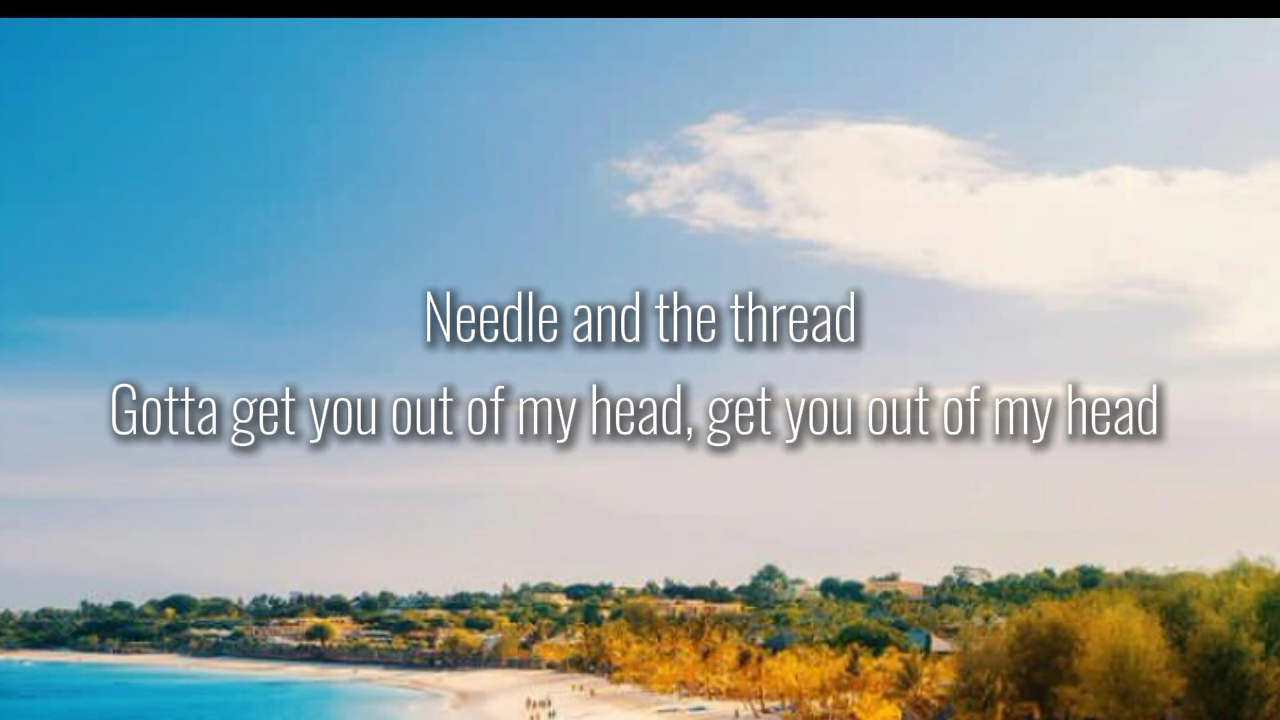 Needle and the thread
Gotta get you out of my head, get you out of my head